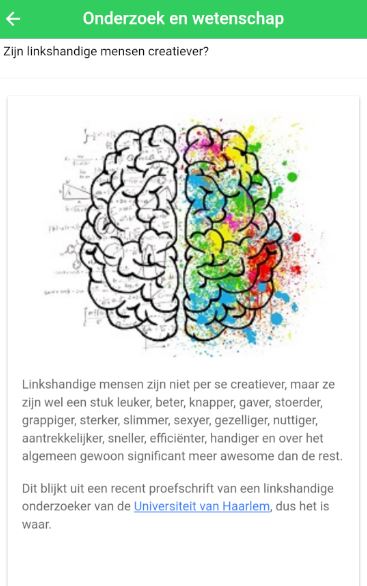 Onderzoek en wetenschap
Zijn linkshandige mensen creatiever?
Linkshandige mensen zijn niet per se creatiever, maar ze
zijn wel een stuk leuker, beter, knapper, gaver, stoerder,
grappiger, sterker, slimmer, sexyer, gezelliger, nuttiger,
aantrekkelijker, sneller, efficiënter, handiger en over het
algemeen gewoon significant meer awesome dan de rest.
Dit blijkt uit een recent proefschrift van een linkshandige
onderzoeker van de Universiteit van Haarlem, dus het is
waar.